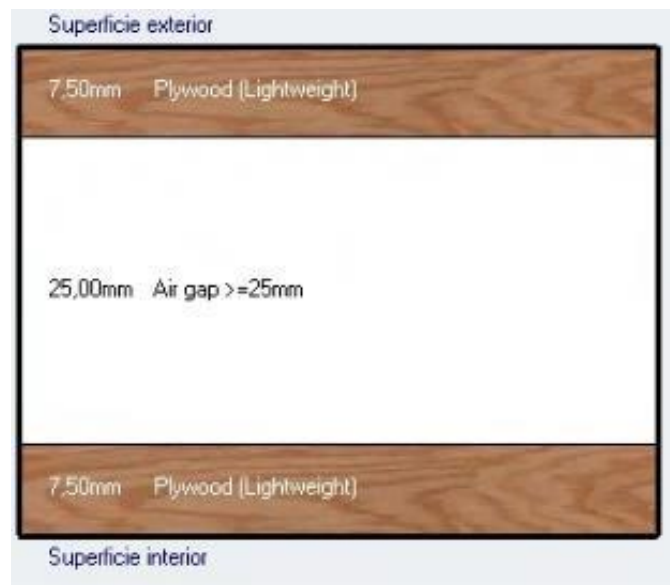 Superficie exterior
7,50mm Plywood (Lightweight)
25,00mm Air gap >=25mm
7,50mm Plywood (Lightweight)
Superficie interior